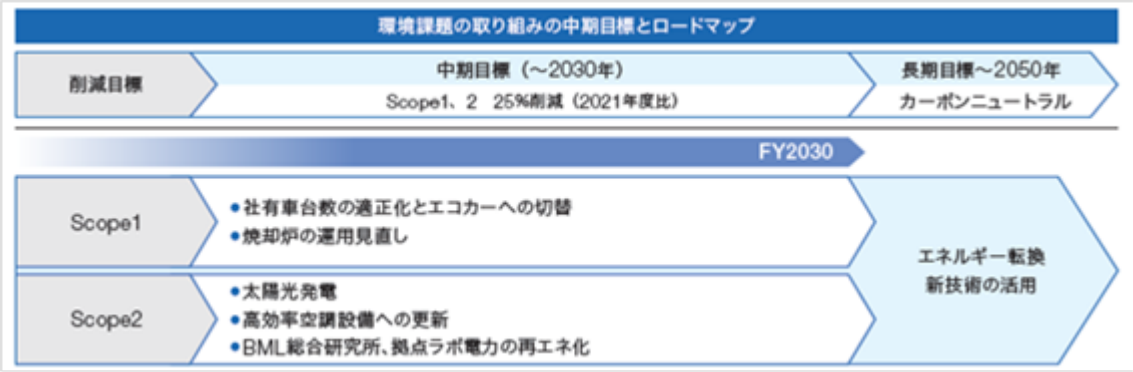 環境課題の取り組みの中期目標とロードマップ
削減目標
中期目標（～2030年）
Scope1、2　25%削減（2021年度比）
長期目標～2050年
カーボンニュートラル
FY2030
Scope1
●社有車台数の適正化とエコカーへの切替
●焼却炉の運用見直し
Scope2
●太陽光発電
●高効率空調設備への更新
●BML総合研究所、拠点ラボ電力の再エネ化
エネルギー転換
新技術の活用